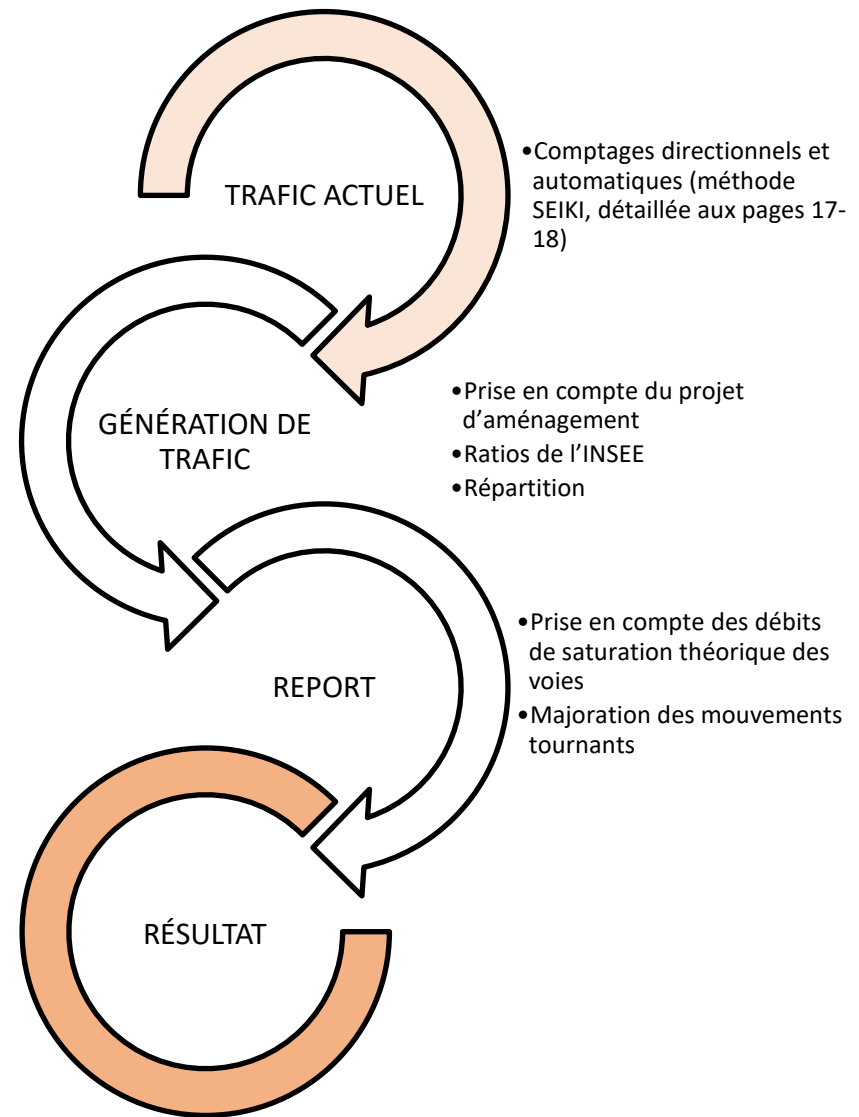 TRAFIC ACTUEL
•Comptages directionnels et
automatiques (méthode
SEIKI, détaillée aux pages 17-
18)
GÉNÉRATION DE
TRAFIC
•Prise en compte du projet
d’aménagement
•Ratios de l’INSEE
•Répartition
REPORT
•Prise en compte des débits
de saturation théorique des
voies
•Majoration des mouvements
tournants
RÉSULTAT